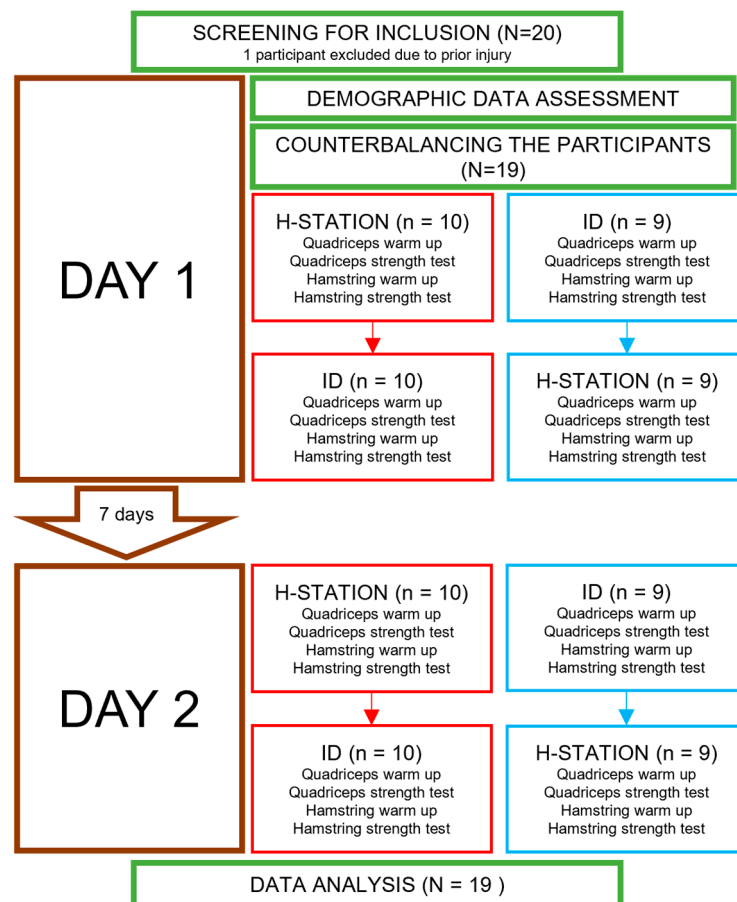 SCREENING FOR INCLUSION (N=20)
1 participant excluded due to prior injury
DEMOGRAPHIC DATA ASSESSMENT
COUNTERBALANCING THE PARTICIPANTS
(N=19)
DAY 1
H-STATION (n = 10)
Quadriceps warm up
Quadriceps strength test
Hamstring warm up
Hamstring strength test
ID (n = 9)
Quadriceps warm up
Quadriceps strength test
Hamstring warm up
Hamstring strength test
ID (n = 10)
Quadriceps warm up
Quadriceps strength test
Hamstring warm up
Hamstring strength test
H-STATION (n = 9)
Quadriceps warm up
Quadriceps strength test
Hamstring warm up
Hamstring strength test
7 days
DAY 2
H-STATION (n = 10)
Quadriceps warm up
Quadriceps strength test
Hamstring warm up
Hamstring strength test
ID (n = 9)
Quadriceps warm up
Quadriceps strength test
Hamstring warm up
Hamstring strength test
ID (n = 10)
Quadriceps warm up
Quadriceps strength test
Hamstring warm up
Hamstring strength test
H-STATION (n = 9)
Quadriceps warm up
Quadriceps strength test
Hamstring warm up
Hamstring strength test
DATA ANALYSIS (N = 19 )